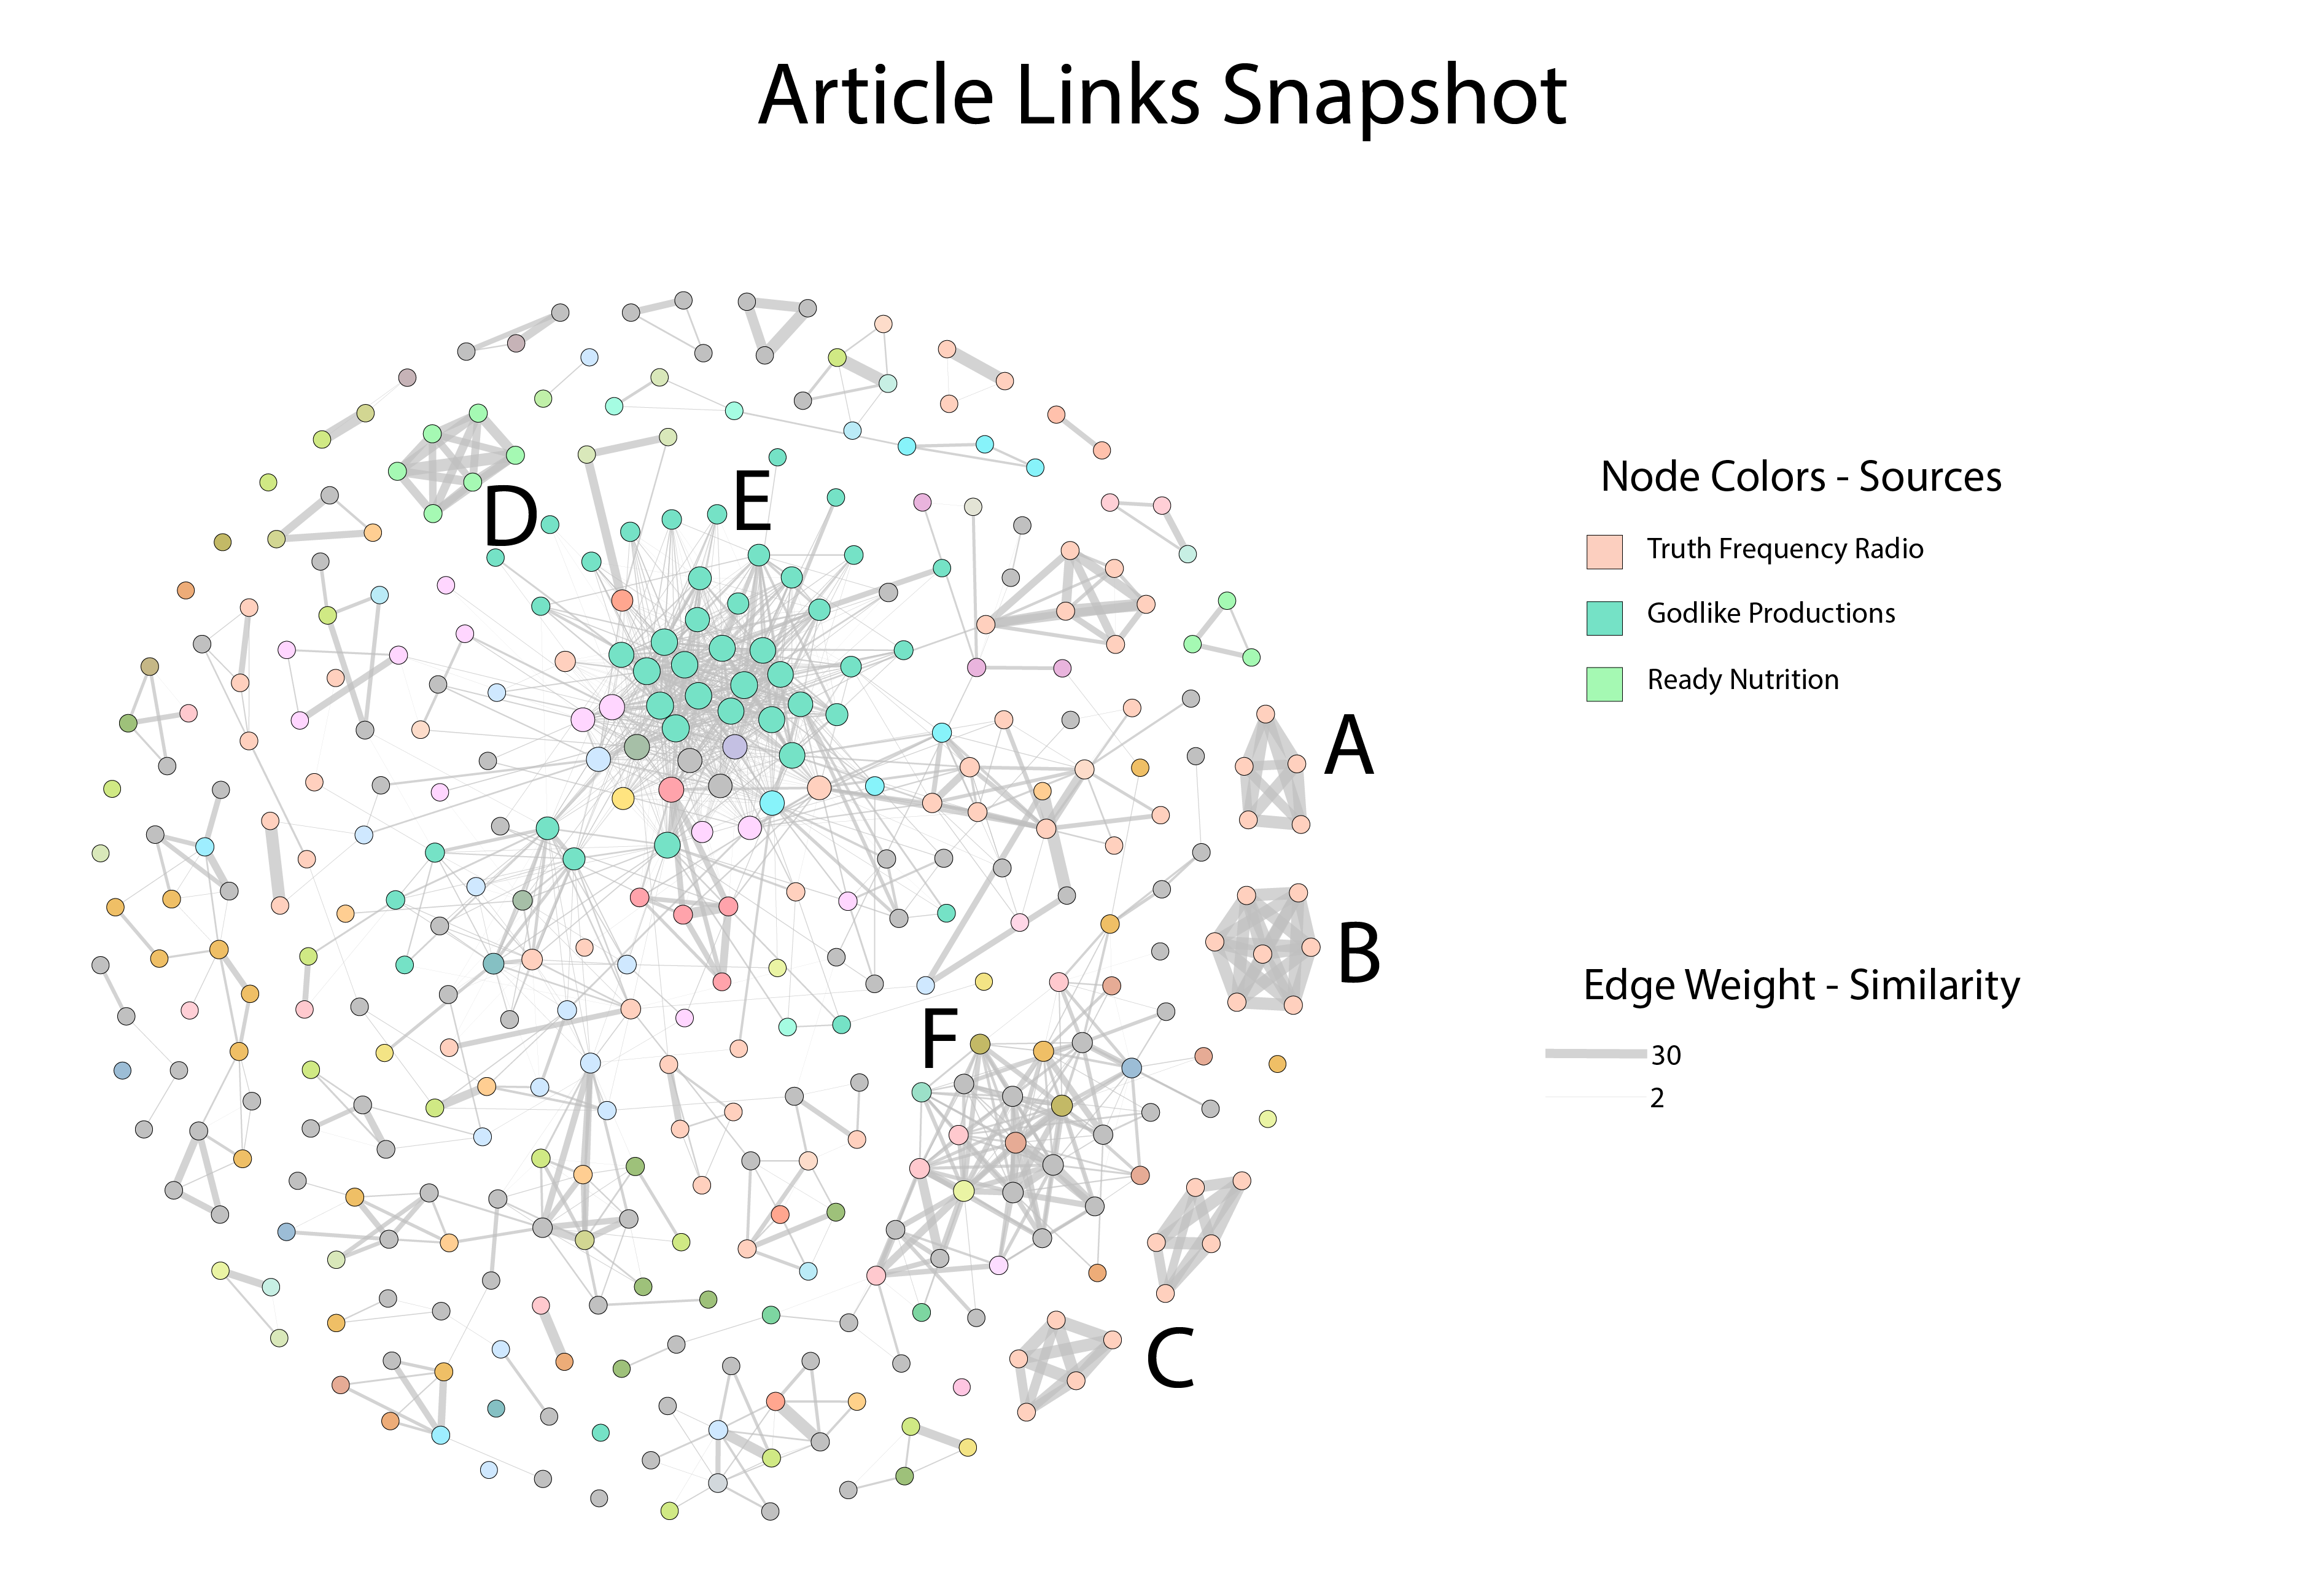 Article Links Snapshot
D
E
A
B
F
C
Node Colors - Sources
Truth Frequency Radio
Godlike Productions
Ready Nutrition
Edge Weight - Similarity
30
2